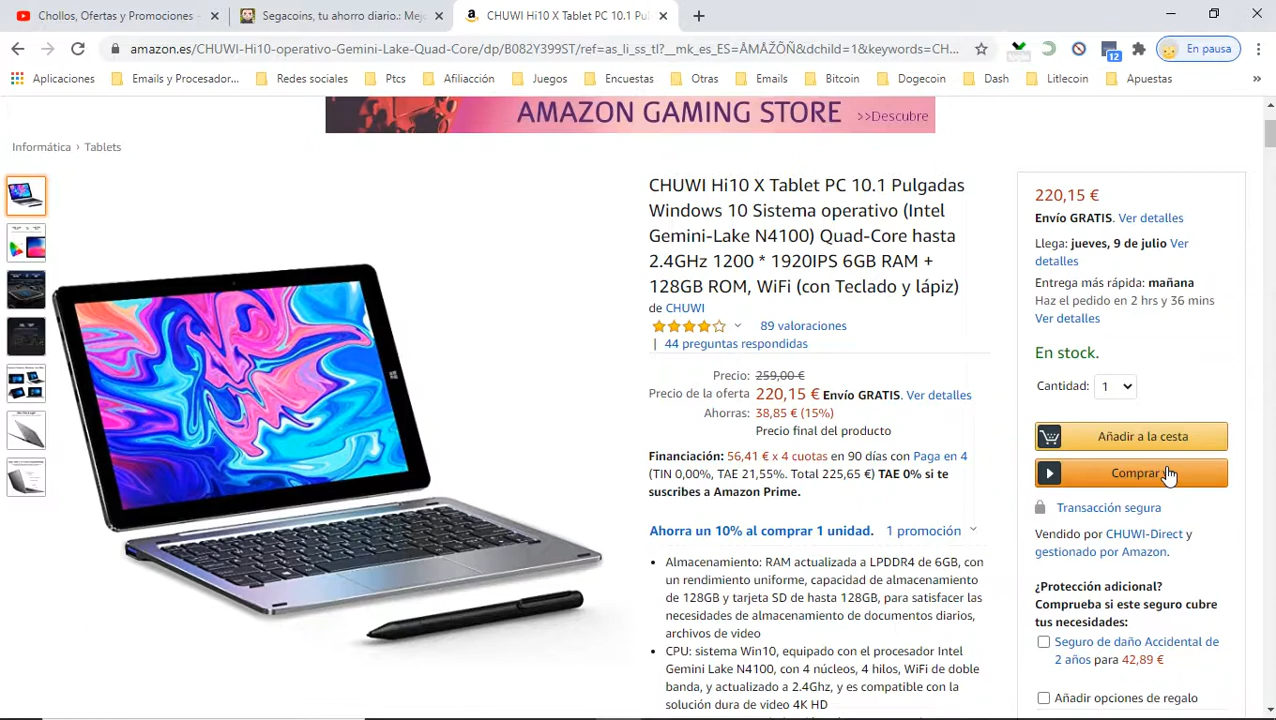 Chollos, Ofertas y Promociones -
Segacoins, tu ahorro diario.: Mejo
CHUWI Hi10 X Tablet PC 10.1 Pul
amazon.es/CHUWI-Hi10-operativo-Gemini-Lake-Quad-Core/dp/B082Y399ST/ref=as_li_ss_tl?__mk_es_ES=ÅMÅŽÕÑ&dchild=1&keywords=CH...
12
En pausa
Aplicaciones
Emails y Procesador...
Redes sociales
Ptcs
Afiliacción
Juegos
Encuestas
Otros
Emails
Bitcoin
Dogecoin
Dash
Litlecoin
Apuestas
»
AMAZON GAMING STORE >>Descubre
Informática › Tablets
CHUWI Hi10 X Tablet PC 10.1 Pulgadas
Windows 10 Sistema operativo (Intel
Gemini-Lake N4100) Quad-Core hasta
2.4GHz 1200 * 1920IPS 6GB RAM +
128GB ROM, WiFi (con Teclado y lápiz)
de CHUWI
89 valoraciones
| 44 preguntas respondidas
Precio: 259,00 €
Precio de la oferta 220,15 € Envío GRATIS. Ver detalles
Ahorras: 38,85 € (15%)
Precio final del producto
Financiación: 56,41 € x 4 cuotas en 90 días con Paga en 4
(TIN 0,00%, TAE 21,55%. Total 225,65 €) TAE 0% si te
suscribes a Amazon Prime.
Ahorra un 10% al comprar 1 unidad. 1 promoción
• Almacenamiento: RAM actualizada a LPDDR4 de 6GB, con
un rendimiento uniforme, capacidad de almacenamiento
de 128GB y tarjeta SD de hasta 128GB, para satisfacer las
necesidades de almacenamiento de documentos diarios,
archivos de video
• CPU: sistema Win10, equipado con el procesador Intel
Gemini Lake N4100, con 4 núcleos, 4 hilos, WiFi de doble
banda, y actualizado a 2.4Ghz, y es compatible con la
solución dura de video 4K HD
220,15 €
Envío GRATIS. Ver detalles
Llega: jueves, 9 de julio Ver
detalles
Entrega más rápida: mañana
Haz el pedido en 2 hrs y 36 mins
Ver detalles
En stock.
Cantidad: 1
Añadir a la cesta
Comprar
Transacción segura
Vendido por CHUWI-Direct y
gestionado por Amazon.
¿Protección adicional?
Comprueba si este seguro cubre
tus necesidades:
Seguro de daño Accidental de
2 años para 42,89 €
Añadir opciones de regalo